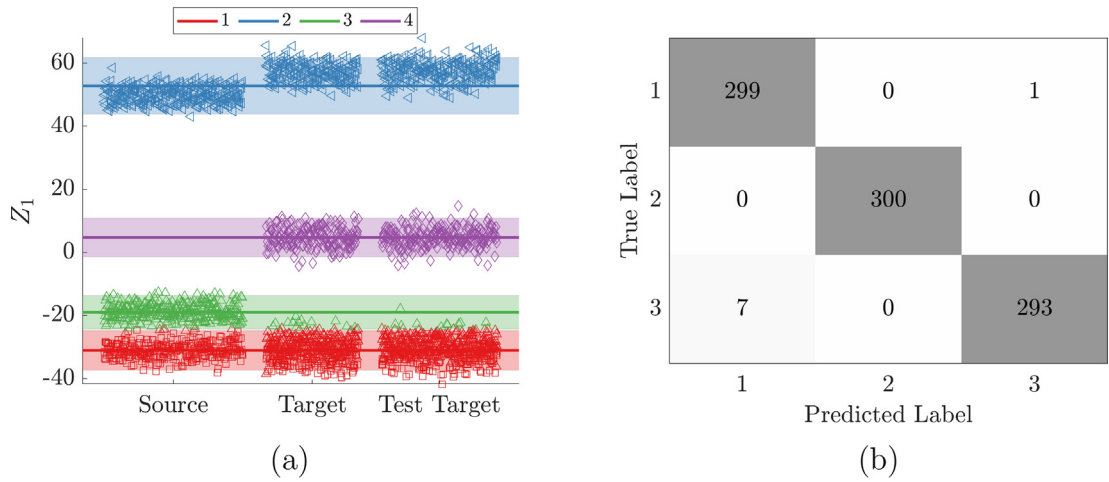 1 2 3 4
60
40
20
0
-20
-40
Z1
Source Target Test Target
(a)
True Label
1 299 0 1
2 0 300 0
3 7 0 293
1 2 3
Predicted Label
(b)